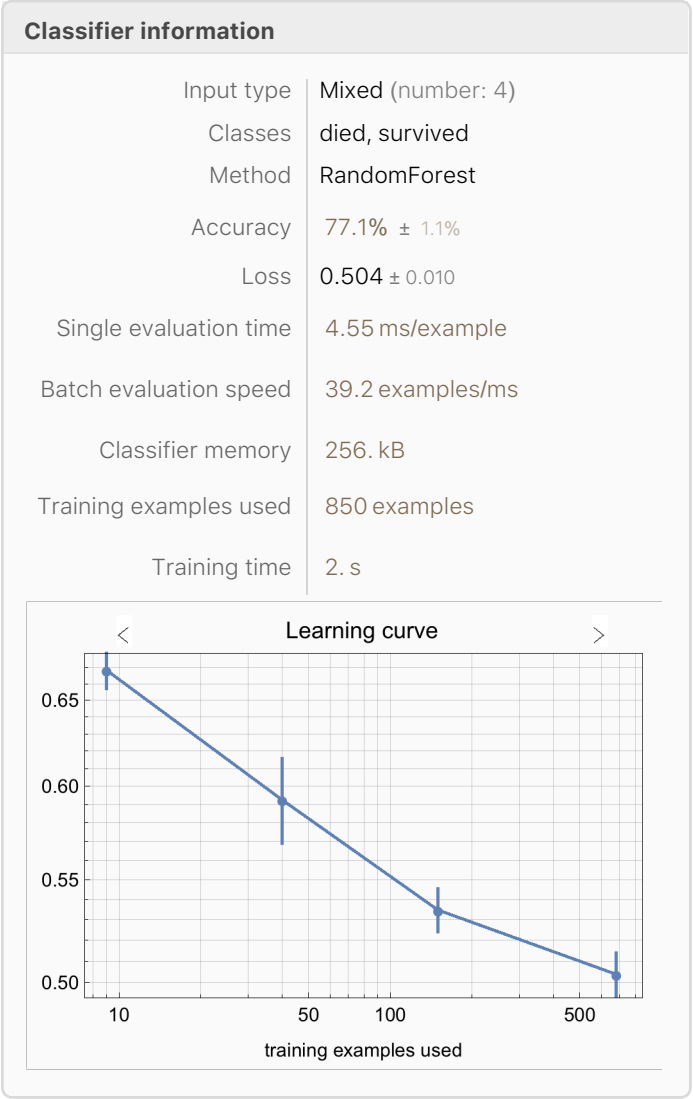 Classifier information
Input type Mixed (number: 4)
Classes died, survived
Method RandomForest
Accuracy 77.1% ± 1.1%
Loss 0.504 ± 0.010
Single evaluation time 4.55 ms/example
Batch evaluation speed 39.2 examples/ms
Classifier memory 256. kB
Training examples used 850 examples
Training time 2. s
< Learning curve >
0.65
0.60
0.55
0.50
10 50 100 500
training examples used